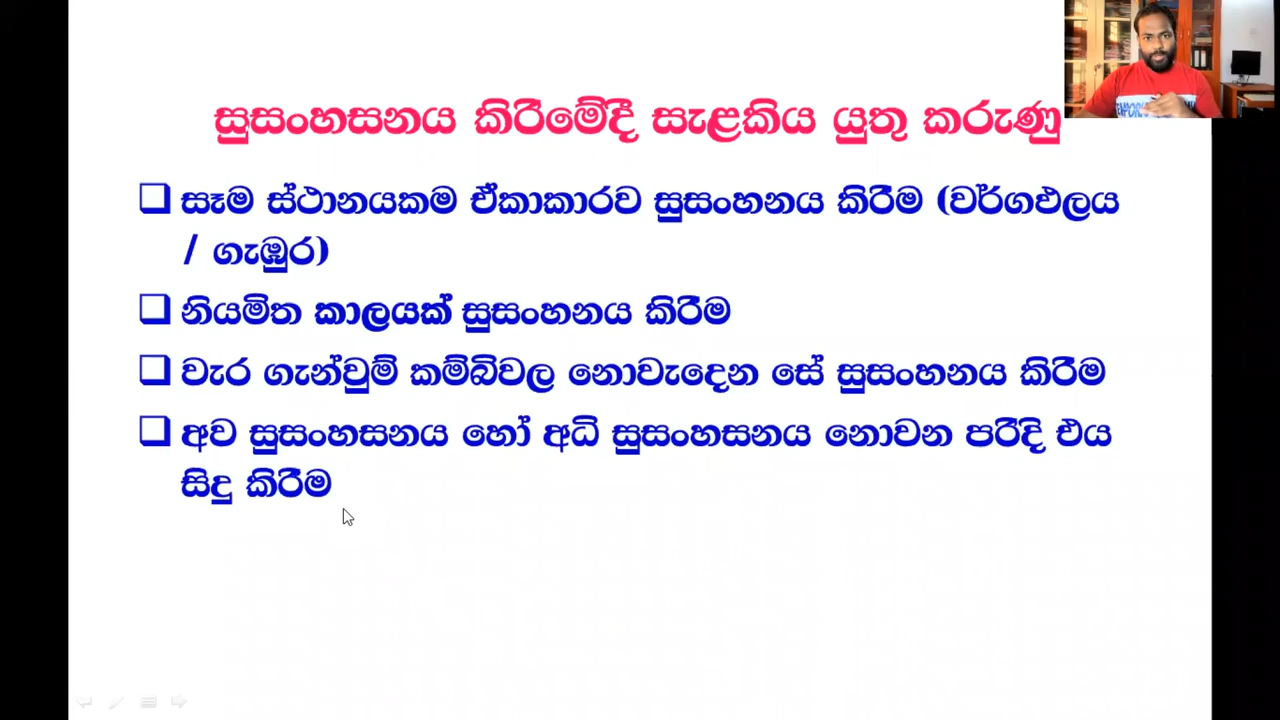 සුසංහසනය කිරීමේදී සැළකිය යුතු කරුණු
සෑම ස්ථානයකම ඒකාකාරව සුසංහනය කිරීම (වර්ගඵලය
/ ගැඹුර)
නියමිත කාලයක් සුසංහනය කිරීම
වැර ගැන්වුම් කම්බිවල නොවැදෙන සේ සුසංහනය කිරීම
අව සුසංහසනය හෝ අධි සුසංහසනය නොවන පරිදි එය
සිදු කිරීම